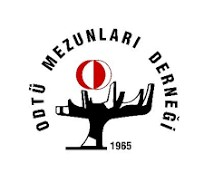 ODTÜ MEZUNLARI DERNEĞİ
1965